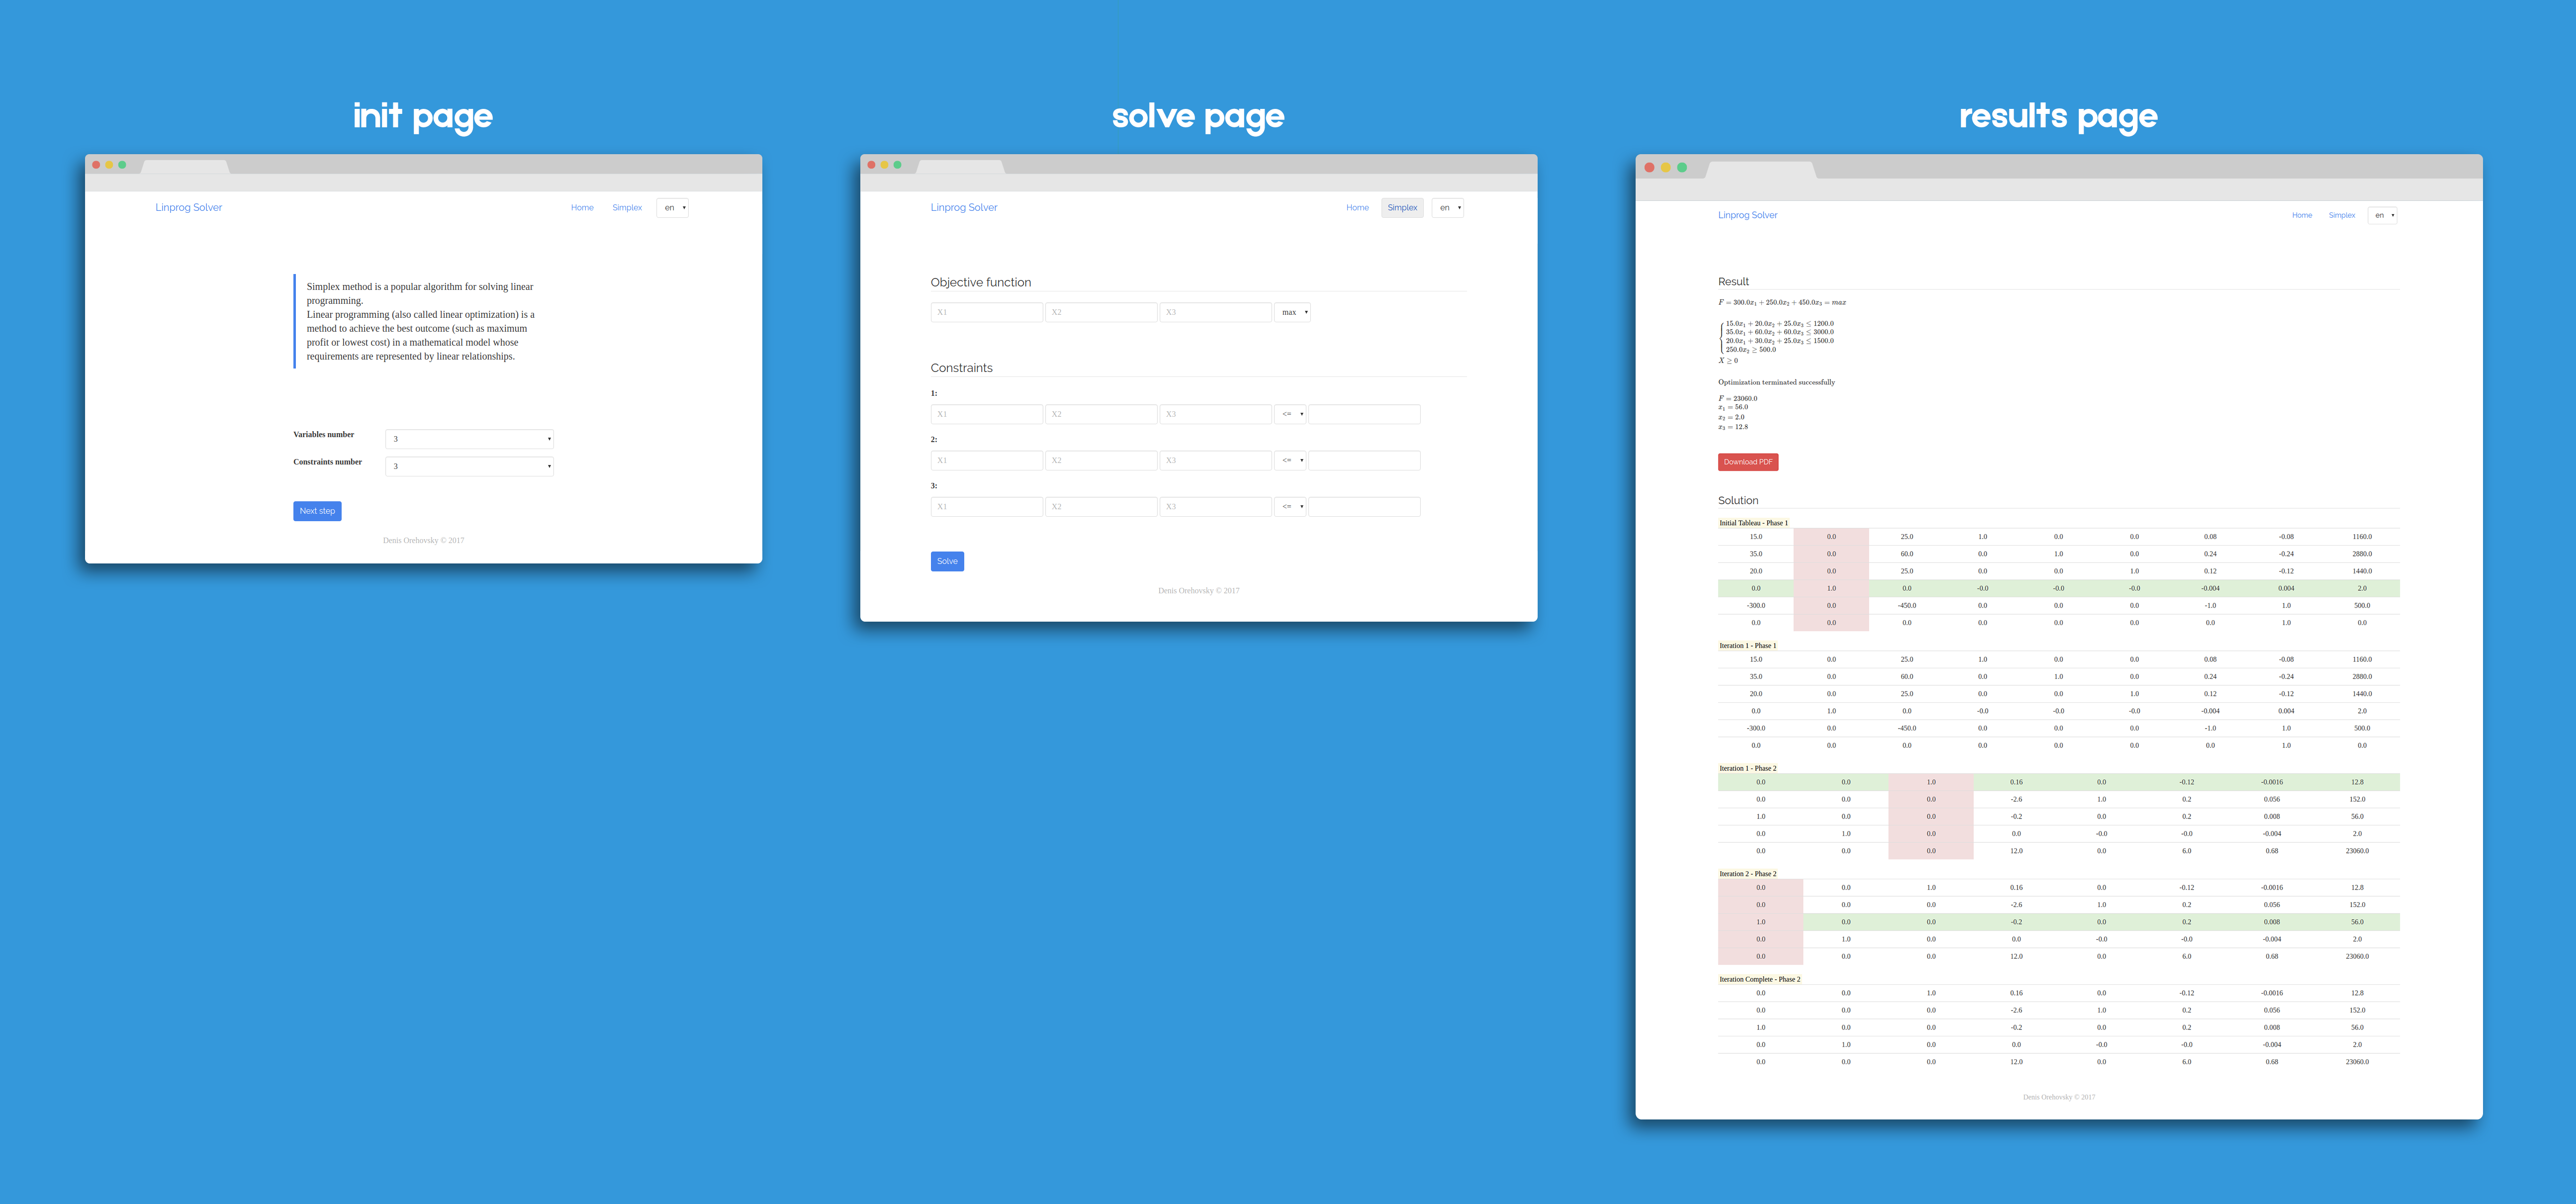 init page
Linprog Solver
Home Simplex en
Simplex method is a popular algorithm for solving linear
programming.
Linear programming (also called linear optimization) is a
method to achieve the best outcome (such as maximum
profit or lowest cost) in a mathematical model whose
requirements are represented by linear relationships.
Variables number 3
Constraints number 3
Next step
Denis Orehovsky © 2017
solve page
Linprog Solver
Home Simplex en
Objective function
X1 X2 X3 max
Constraints
1:
X1 X2 X3 <=
2:
X1 X2 X3 <=
3:
X1 X2 X3 <=
Solve
Denis Orehovsky © 2017
results page
Linprog Solver
Home Simplex en
Result
F = 300.0x₁ + 250.0x₂ + 450.0x₃ = max
15.0x₁ + 20.0x₂ + 25.0x₃ ≤ 1200.0
35.0x₁ + 60.0x₂ + 60.0x₃ ≤ 3000.0
20.0x₁ + 30.0x₂ + 25.0x₃ ≤ 1500.0
250.0x₂ ≥ 500.0
X ≥ 0
Optimization terminated successfully
F = 23060.0
x₁ = 56.0
x₂ = 2.0
x₃ = 12.8
Download PDF
Solution
Initial Tableau - Phase 1
15.0 0.0 25.0 1.0 0.0 0.0 0.08 -0.08 1160.0
35.0 0.0 60.0 0.0 1.0 0.0 0.24 -0.24 2880.0
20.0 0.0 25.0 0.0 0.0 1.0 0.12 -0.12 1440.0
0.0 1.0 0.0 -0.0 -0.0 -0.0 -0.004 0.004 2.0
-300.0 0.0 -450.0 0.0 0.0 0.0 -1.0 1.0 500.0
0.0 0.0 0.0 0.0 0.0 0.0 0.0 1.0 0.0
Iteration 1 - Phase 1
15.0 0.0 25.0 1.0 0.0 0.0 0.08 -0.08 1160.0
35.0 0.0 60.0 0.0 1.0 0.0 0.24 -0.24 2880.0
20.0 0.0 25.0 0.0 0.0 1.0 0.12 -0.12 1440.0
0.0 1.0 0.0 -0.0 -0.0 -0.0 -0.004 0.004 2.0
-300.0 0.0 -450.0 0.0 0.0 0.0 -1.0 1.0 500.0
0.0 0.0 0.0 0.0 0.0 0.0 0.0 1.0 0.0
Iteration 1 - Phase 2
0.0 0.0 1.0 0.16 0.0 -0.12 -0.0016 12.8
0.0 0.0 0.0 -2.6 1.0 0.2 0.056 152.0
1.0 0.0 0.0 -0.2 0.0 0.2 0.008 56.0
0.0 1.0 0.0 0.0 -0.0 -0.0 -0.004 2.0
0.0 0.0 0.0 12.0 0.0 6.0 0.68 23060.0
Iteration 2 - Phase 2
0.0 0.0 1.0 0.16 0.0 -0.12 -0.0016 12.8
0.0 0.0 0.0 -2.6 1.0 0.2 0.056 152.0
1.0 0.0 0.0 -0.2 0.0 0.2 0.008 56.0
0.0 1.0 0.0 0.0 -0.0 -0.0 -0.004 2.0
0.0 0.0 0.0 12.0 0.0 6.0 0.68 23060.0
Iteration Complete - Phase 2
0.0 0.0 1.0 0.16 0.0 -0.12 -0.0016 12.8
0.0 0.0 0.0 -2.6 1.0 0.2 0.056 152.0
1.0 0.0 0.0 -0.2 0.0 0.2 0.008 56.0
0.0 1.0 0.0 0.0 -0.0 -0.0 -0.004 2.0
0.0 0.0 0.0 12.0 0.0 6.0 0.68 23060.0
Denis Orehovsky © 2017